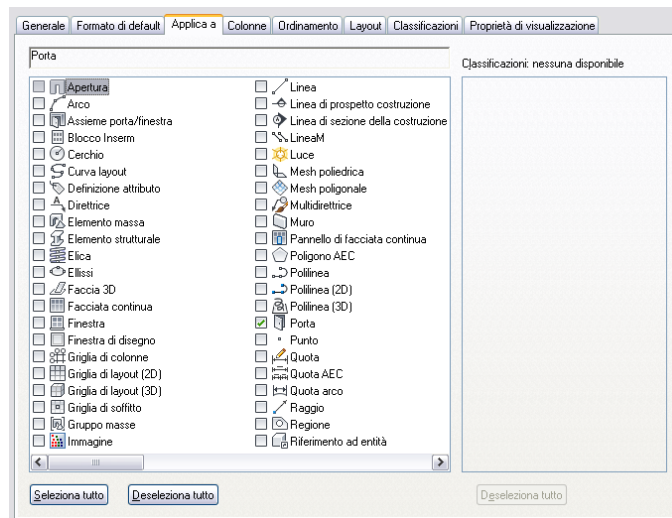 Generale Formato di default Applica a Colonne Ordinamento Layout Classificazioni Proprietà di visualizzazione
Porta
Classificazioni: nessuna disponibile
Apertura
Arco
Assieme porta/finestra
Blocco Inserm
Cerchio
Curva layout
Definizione attributo
Direttrice
Elemento massa
Elemento strutturale
Elica
Ellissi
Faccia 3D
Facciata continua
Finestra
Finestra di disegno
Griglia di colonne
Griglia di layout (2D)
Griglia di layout (3D)
Griglia di soffitto
Gruppo masse
Immagine
Linea
Linea di prospetto costruzione
Linea di sezione della costruzione
LineaM
Luce
Mesh poliedrica
Mesh poligonale
Multidirettrice
Muro
Pannello di facciata continua
Poligono AEC
Polilinea
Polilinea (2D)
Polilinea (3D)
Porta
Punto
Quota
Quota AEC
Quota arco
Raggio
Regione
Riferimento ad entità
Seleziona tutto Deseleziona tutto Deseleziona tutto